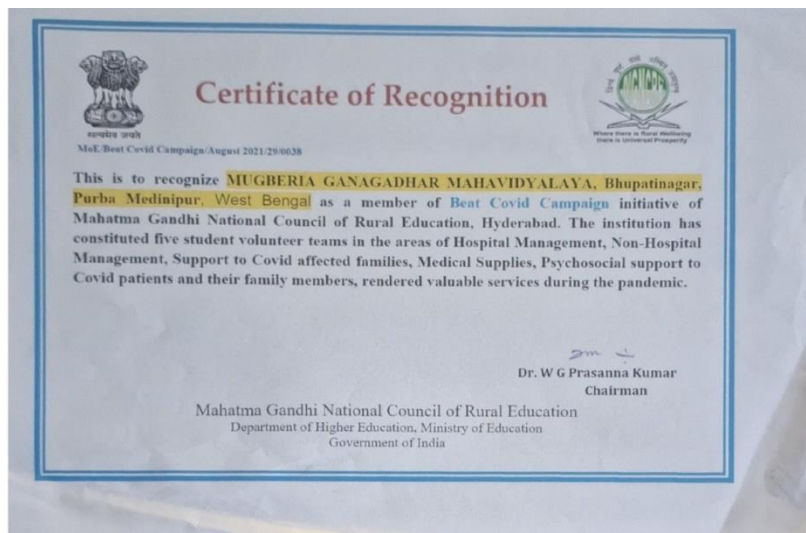 Certificate of Recognition
सत्यमेव जयते
MGNCRE
Where there is Rural Wellbeing
there is Universal Prosperity
MoE/Beat Covid Campaign/August 2021/29/0038
This is to recognize MUGBERIA GANAGADHAR MAHAVIDYALAYA, Bhupatinagar,
Purba Medinipur, West Bengal as a member of Beat Covid Campaign initiative of
Mahatma Gandhi National Council of Rural Education, Hyderabad. The institution has
constituted five student volunteer teams in the areas of Hospital Management, Non-Hospital
Management, Support to Covid affected families, Medical Supplies, Psychosocial support to
Covid patients and their family members, rendered valuable services during the pandemic.
Dr. W G Prasanna Kumar
Chairman
Mahatma Gandhi National Council of Rural Education
Department of Higher Education, Ministry of Education
Government of India